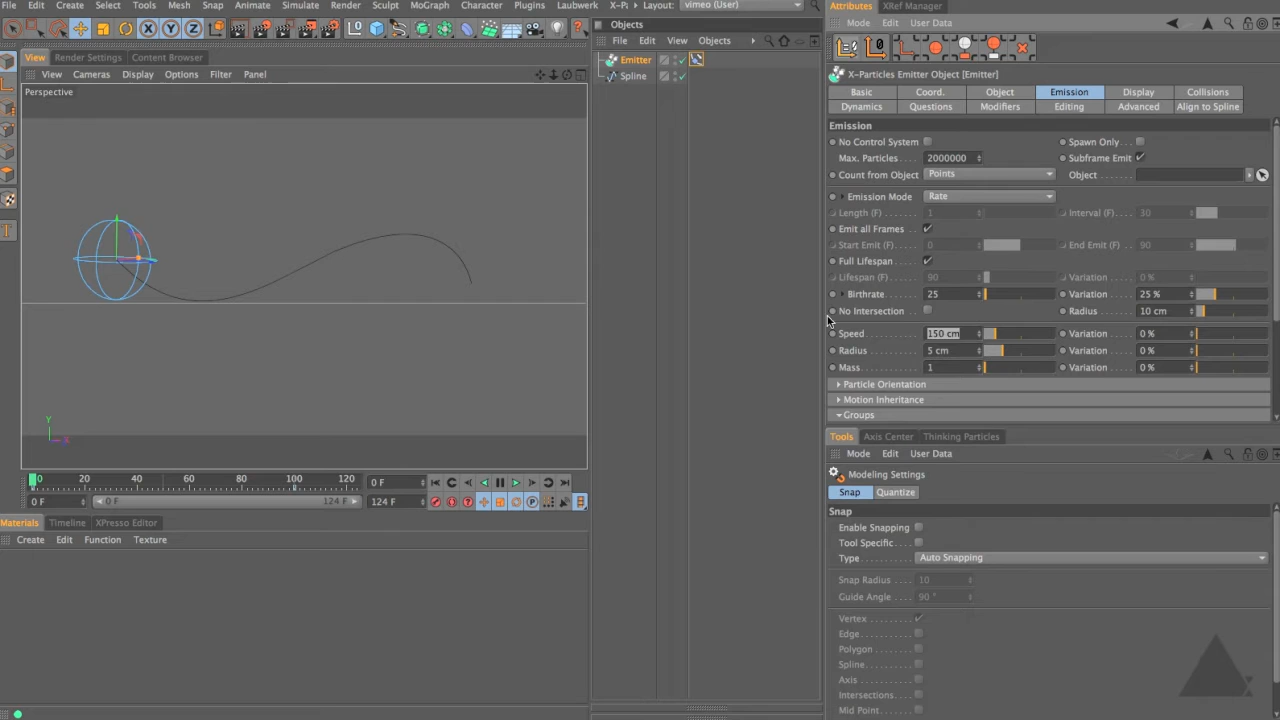 File Edit Create Select Tools Mesh Snap Animate Simulate Render Sculpt MoGraph Character Plugins Laubwerk X-P Layout: vimeo (User)
Attributes XRef Manager
Objects
Mode Edit User Data
File Edit View Objects
X Y Z
View Render Settings Content Browser
Emitter
View Cameras Display Options Filter Panel
Spline
X-Particles Emitter Object [Emitter]
Perspective
Basic Coord. Object Emission Display Collisions
Dynamics Questions Modifiers Editing Advanced Align to Spline
Emission
No Control System Spawn Only
Max. Particles 2000000 Subframe Emit
Count from Object Points Object
Emission Mode Rate
Length (F) 1 Interval (F) 30
Emit all Frames
Start Emit (F) 0 End Emit (F) 90
Full Lifespan
Lifespan (F) 90 Variation 0 %
Birthrate 25 Variation 25 %
No Intersection Radius 10 cm
Speed 150 cm Variation 0 %
Radius 5 cm Variation 0 %
Mass 1 Variation 0 %
Particle Orientation
Motion Inheritance
Groups
Y
X
Tools Axis Center Thinking Particles
Mode Edit User Data
Modeling Settings
Snap Quantize
0 20 40 60 80 100 120 0 F
0 F 0 F 124 F 124 F
Snap
Materials Timeline XPresso Editor
Enable Snapping
Create Edit Function Texture
Tool Specific
Type Auto Snapping
Snap Radius 10
Guide Angle 90 °
Vertex
Edge
Polygon
Spline
Axis
Intersections
Mid Point